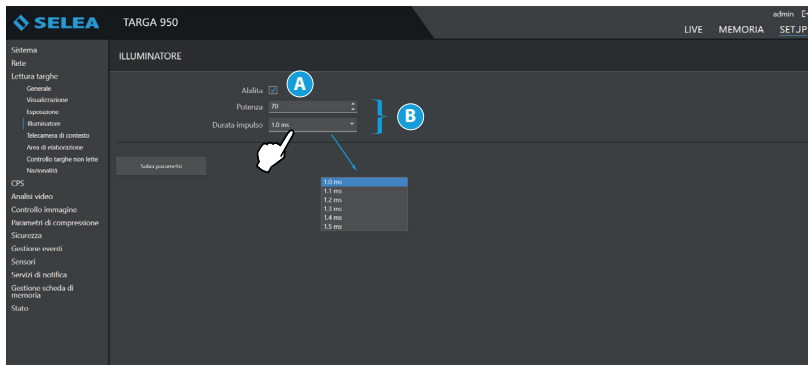 SELEA
TARGA 950
admin
LIVE MEMORIA SETUP
Sistema
Rete
Lettura targhe
Generale
Visualizzazione
Esposizione
Illuminatore
Telecamera di contesto
Area di elaborazione
Controllo targhe non lette
Nazionalità
CPS
Analisi video
Controllo immagine
Parametri di compressione
Sicurezza
Gestione eventi
Sensori
Servizi di notifica
Gestione scheda di
memoria
Stato
ILLUMINATORE
Abilita A
Potenza 70
B
Durata impulso 1.0 ms
Salva parametro
1.0 ms
1.1 ms
1.2 ms
1.3 ms
1.4 ms
1.5 ms